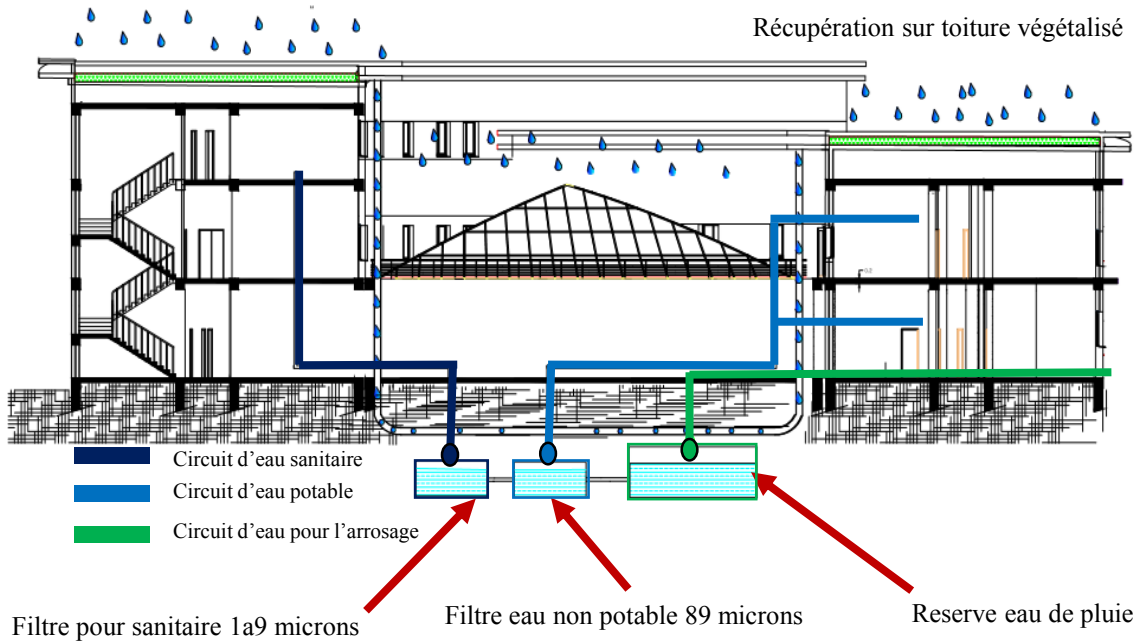 Récupération sur toiture végétalisé
Circuit d'eau sanitaire
Circuit d'eau potable
Circuit d'eau pour l'arrosage
Filtre pour sanitaire 1a9 microns
Filtre eau non potable 89 microns
Reserve eau de pluie